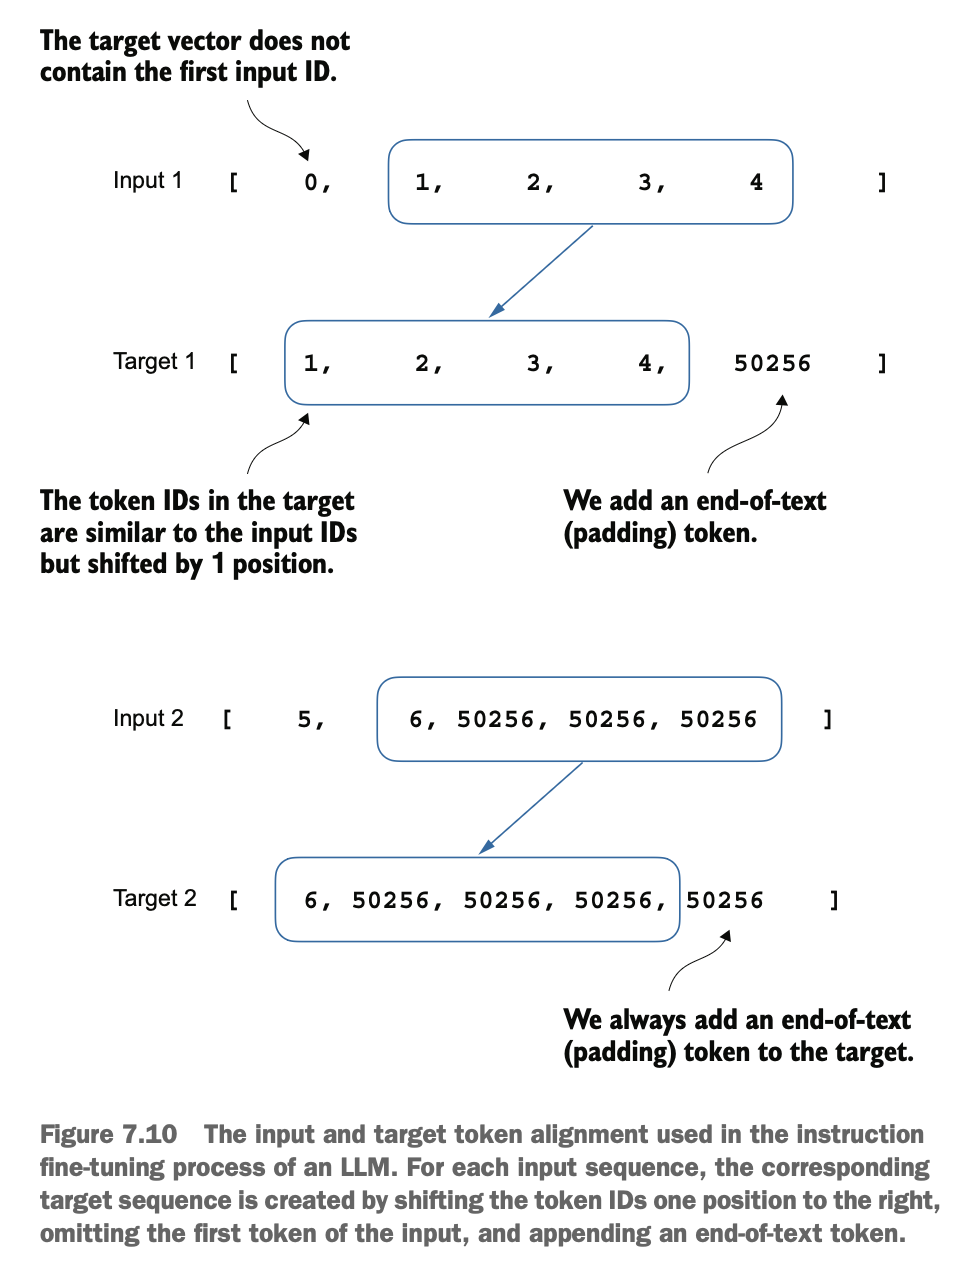 The target vector does not
contain the first input ID.
Input 1 [ 0, 1, 2, 3, 4 ]
Target 1 [ 1, 2, 3, 4, 50256 ]
The token IDs in the target
are similar to the input IDs
but shifted by 1 position.
We add an end-of-text
(padding) token.
Input 2 [ 5, 6, 50256, 50256, 50256 ]
Target 2 [ 6, 50256, 50256, 50256, 50256 ]
We always add an end-of-text
(padding) token to the target.
Figure 7.10 The input and target token alignment used in the instruction
fine-tuning process of an LLM. For each input sequence, the corresponding
target sequence is created by shifting the token IDs one position to the right,
omitting the first token of the input, and appending an end-of-text token.